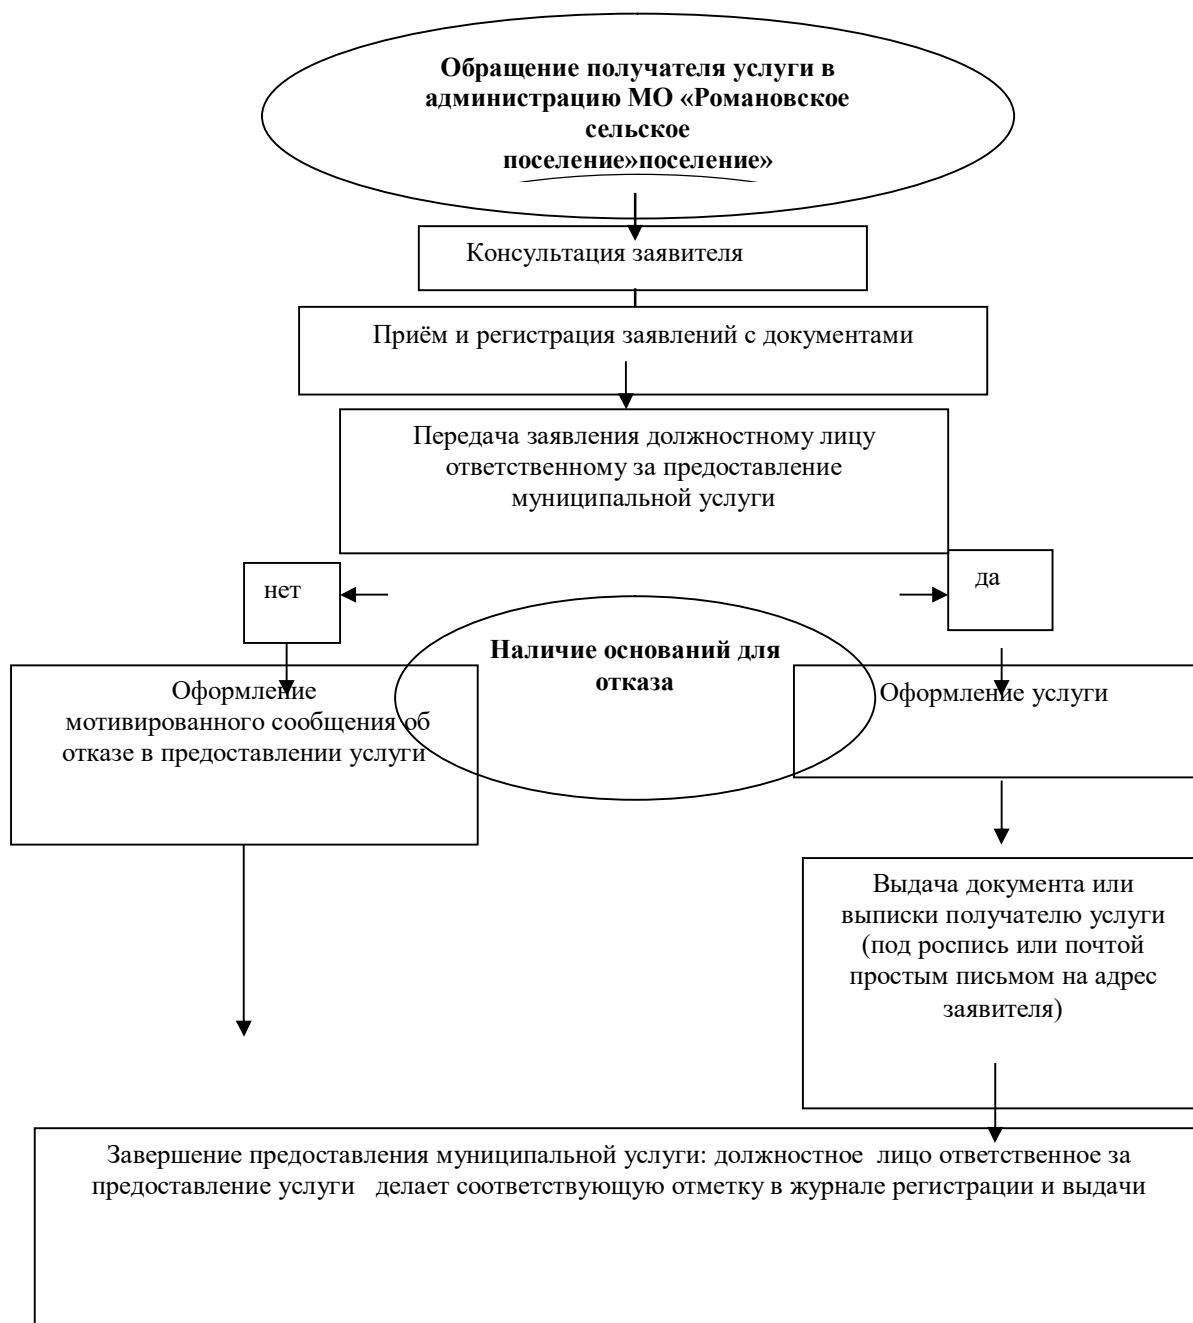 Обращение получателя услуги в
администрацию МО «Романовское
сельское
поселение»поселение»
Консультация заявителя
Приём и регистрация заявлений с документами
Передача заявления должностному лицу
ответственному за предоставление
муниципальной услуги
нет
да
Наличие оснований для
отказа
Оформление
мотивированного сообщения об
отказе в предоставлении услуги
Оформление услуги
Выдача документа или
выписки получателю услуги
(под роспись или почтой
простым письмом на адрес
заявителя)
Завершение предоставления муниципальной услуги: должностное лицо ответственное за
предоставление услуги делает соответствующую отметку в журнале регистрации и выдачи